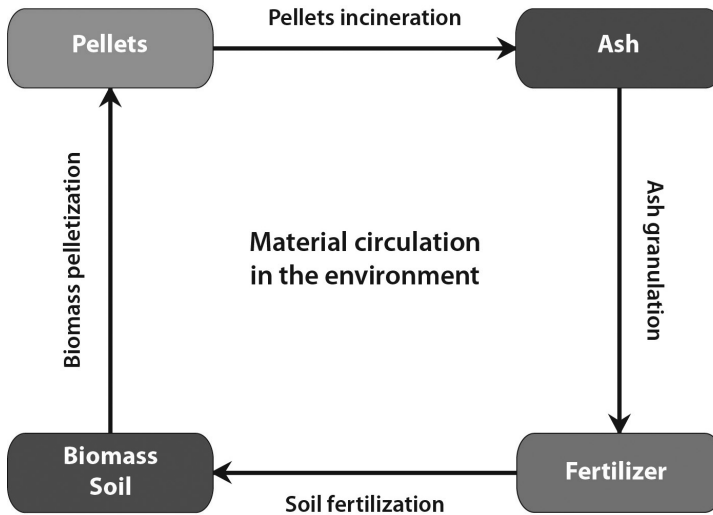 Pellets incineration
Pellets
Ash
Biomass pelletization
Ash granulation
Material circulation
in the environment
Biomass
Soil
Fertilizer
Soil fertilization